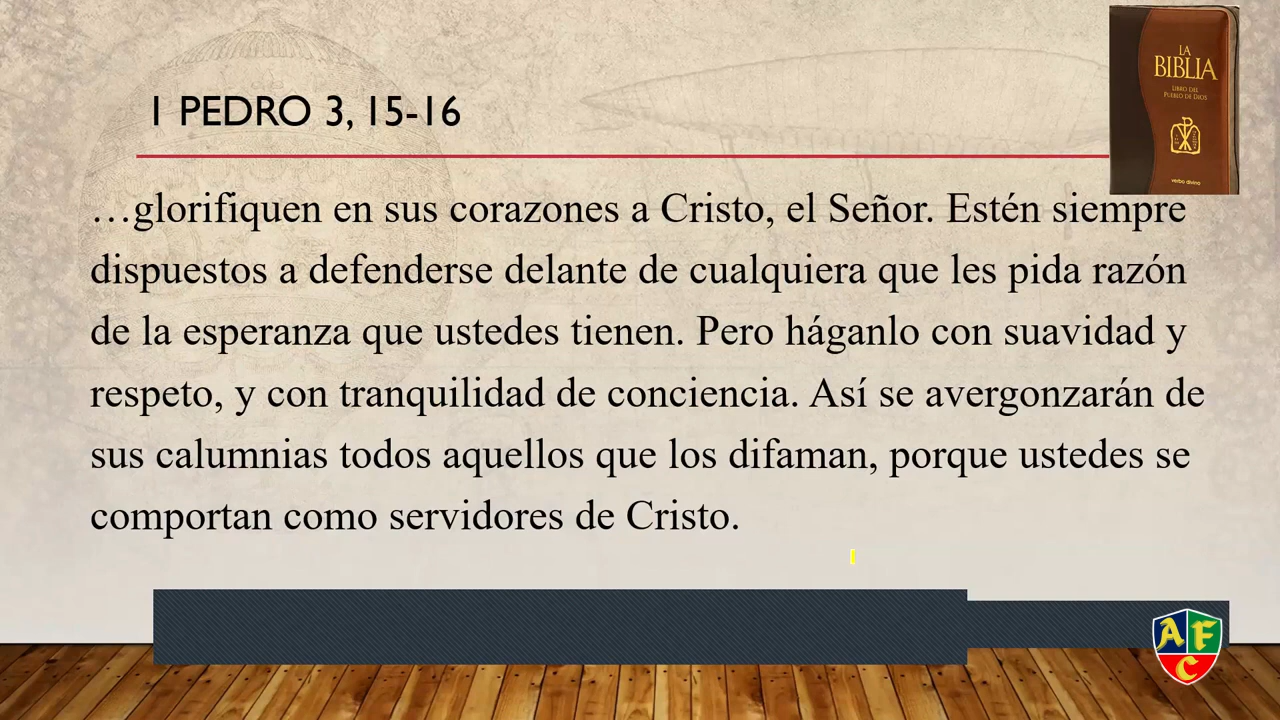 1 PEDRO 3, 15-16
LA
BIBLIA
LIBRO DEL
PUEBLO DE DIOS
verbo divino
…glorifiquen en sus corazones a Cristo, el Señor. Estén siempre
dispuestos a defenderse delante de cualquiera que les pida razón
de la esperanza que ustedes tienen. Pero háganlo con suavidad y
respeto, y con tranquilidad de conciencia. Así se avergonzarán de
sus calumnias todos aquellos que los difaman, porque ustedes se
comportan como servidores de Cristo.
A F
C